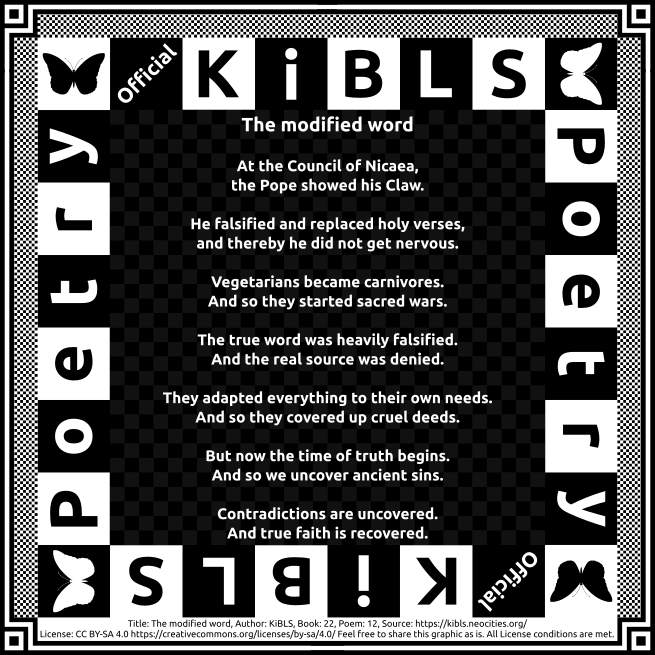 Official KiBLS
Poetry
Poetry
The modified word
At the Council of Nicaea,
the Pope showed his Claw.
He falsified and replaced holy verses,
and thereby he did not get nervous.
Vegetarians became carnivores.
And so they started sacred wars.
The true word was heavily falsified.
And the real source was denied.
They adapted everything to their own needs.
And so they covered up cruel deeds.
But now the time of truth begins.
And so we uncover ancient sins.
Contradictions are uncovered.
And true faith is recovered.
Official KiBLS
Title: The modified word, Author: KiBLS, Book: 22, Poem: 12, Source: https://kibls.neocities.org/
License: CC BY-SA 4.0 https://creativecommons.org/licenses/by-sa/4.0/ Feel free to share this graphic as is. All License conditions are met.